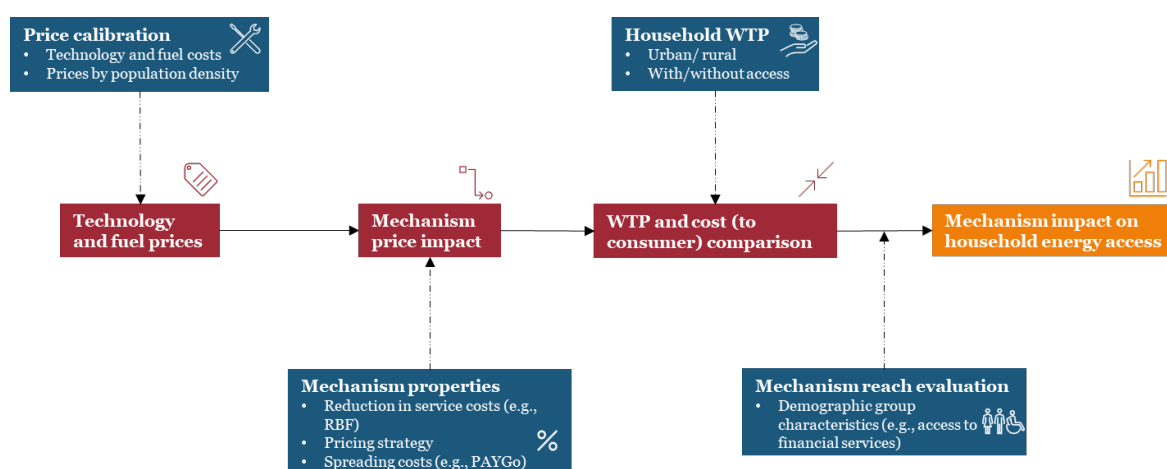 Price calibration
• Technology and fuel costs
• Prices by population density
Household WTP
• Urban/ rural
• With/without access
Technology
and fuel prices
Mechanism
price impact
WTP and cost (to
consumer) comparison
Mechanism impact on
household energy access
Mechanism properties
• Reduction in service costs (e.g.,
RBF)
• Pricing strategy
• Spreading costs (e.g., PAYGo)
%
Mechanism reach evaluation
• Demographic group
characteristics (e.g., access to
financial services)